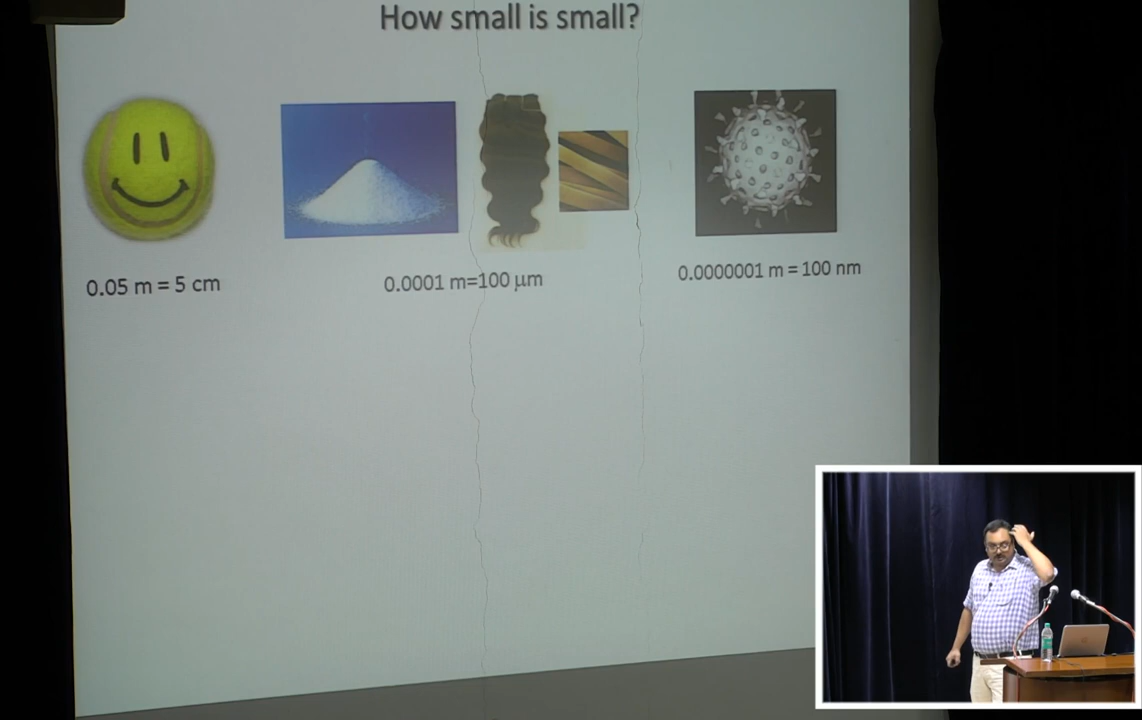 How small is small?
0.05 m = 5 cm
0.0001 m=100 μm
0.0000001 m = 100 nm